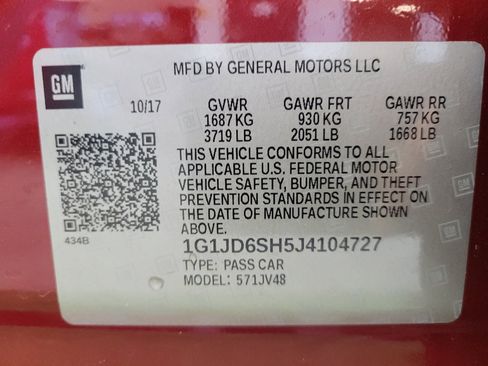 GM
MFD BY GENERAL MOTORS LLC
10/17 GVWR GAWR FRT GAWR RR
1687 KG 930 KG 757 KG
3719 LB 2051 LB 1668 LB
THIS VEHICLE CONFORMS TO ALL
APPLICABLE U.S. FEDERAL MOTOR
VEHICLE SAFETY, BUMPER, AND THEFT
PREVENTION STANDARDS IN EFFECT
ON THE DATE OF MANUFACTURE SHOWN
ABOVE.
434B
1G1JD6SH5J4104727
TYPE: PASS CAR
MODEL: 571JV48